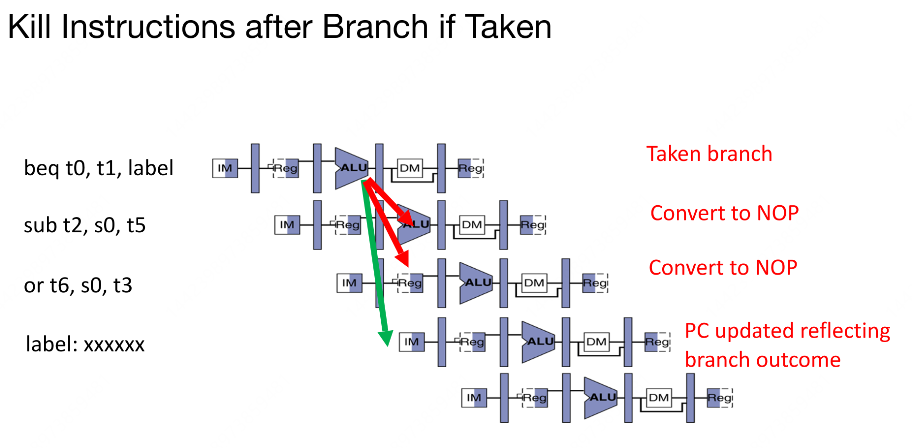 Kill Instructions after Branch if Taken
beq t0, t1, label
IM Reg ALU DM Reg
Taken branch
sub t2, s0, t5
IM Reg ALU DM Reg
Convert to NOP
or t6, s0, t3
IM Reg ALU DM Reg
Convert to NOP
label: xxxxxx
IM Reg ALU DM Reg
PC updated reflecting
branch outcome
IM Reg ALU DM Reg